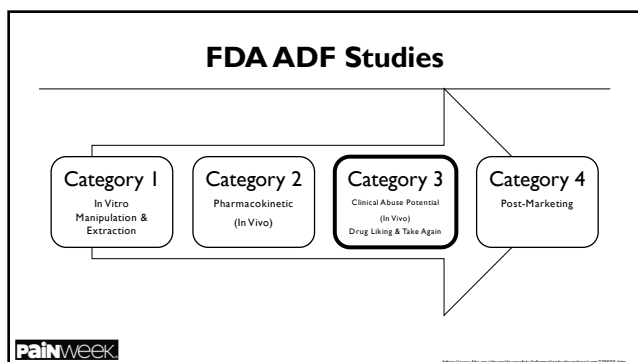 FDA ADF Studies
Category 1
In Vitro
Manipulation &
Extraction
Category 2
Pharmacokinetic
(In Vivo)
Category 3
Clinical Abuse Potential
(In Vivo)
Drug Liking & Take Again
Category 4
Post-Marketing
PAINWEEK.